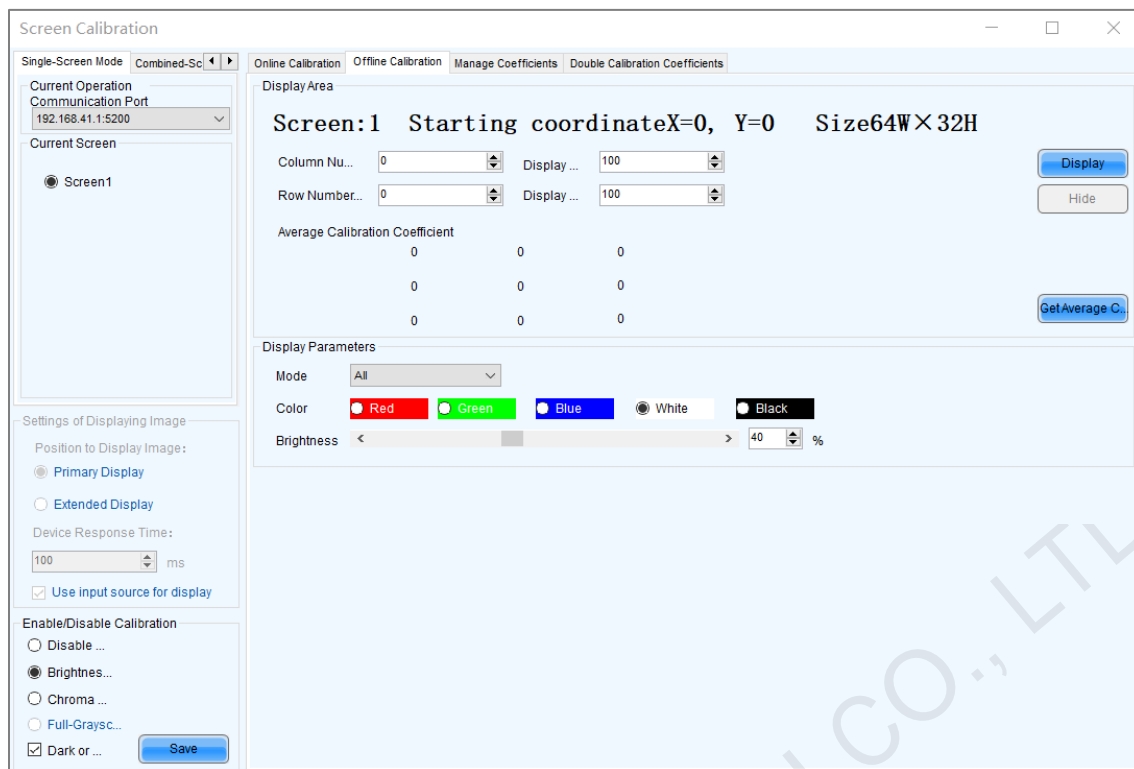 Screen Calibration
Single-Screen Mode Combined-Sc
Current Operation
Communication Port
192.168.41.1:5200
Current Screen
Screen1
Settings of Displaying Image
Position to Display Image:
Primary Display
Extended Display
Device Response Time:
100 ms
Use input source for display
Enable/Disable Calibration
Disable ...
Brightnes...
Chroma ...
Full-Graysc...
Dark or ... Save
Online Calibration Offline Calibration Manage Coefficients Double Calibration Coefficients
Display Area
Screen:1 Starting coordinateX=0, Y=0 Size64W×32H
Column Nu... 0 Display ... 100 Display
Row Number... 0 Display ... 100 Hide
Average Calibration Coefficient
0 0 0
0 0 0
0 0 0
Get Average C...
Display Parameters
Mode All
Color Red Green Blue White Black
Brightness < > 40 %
CO., LTD